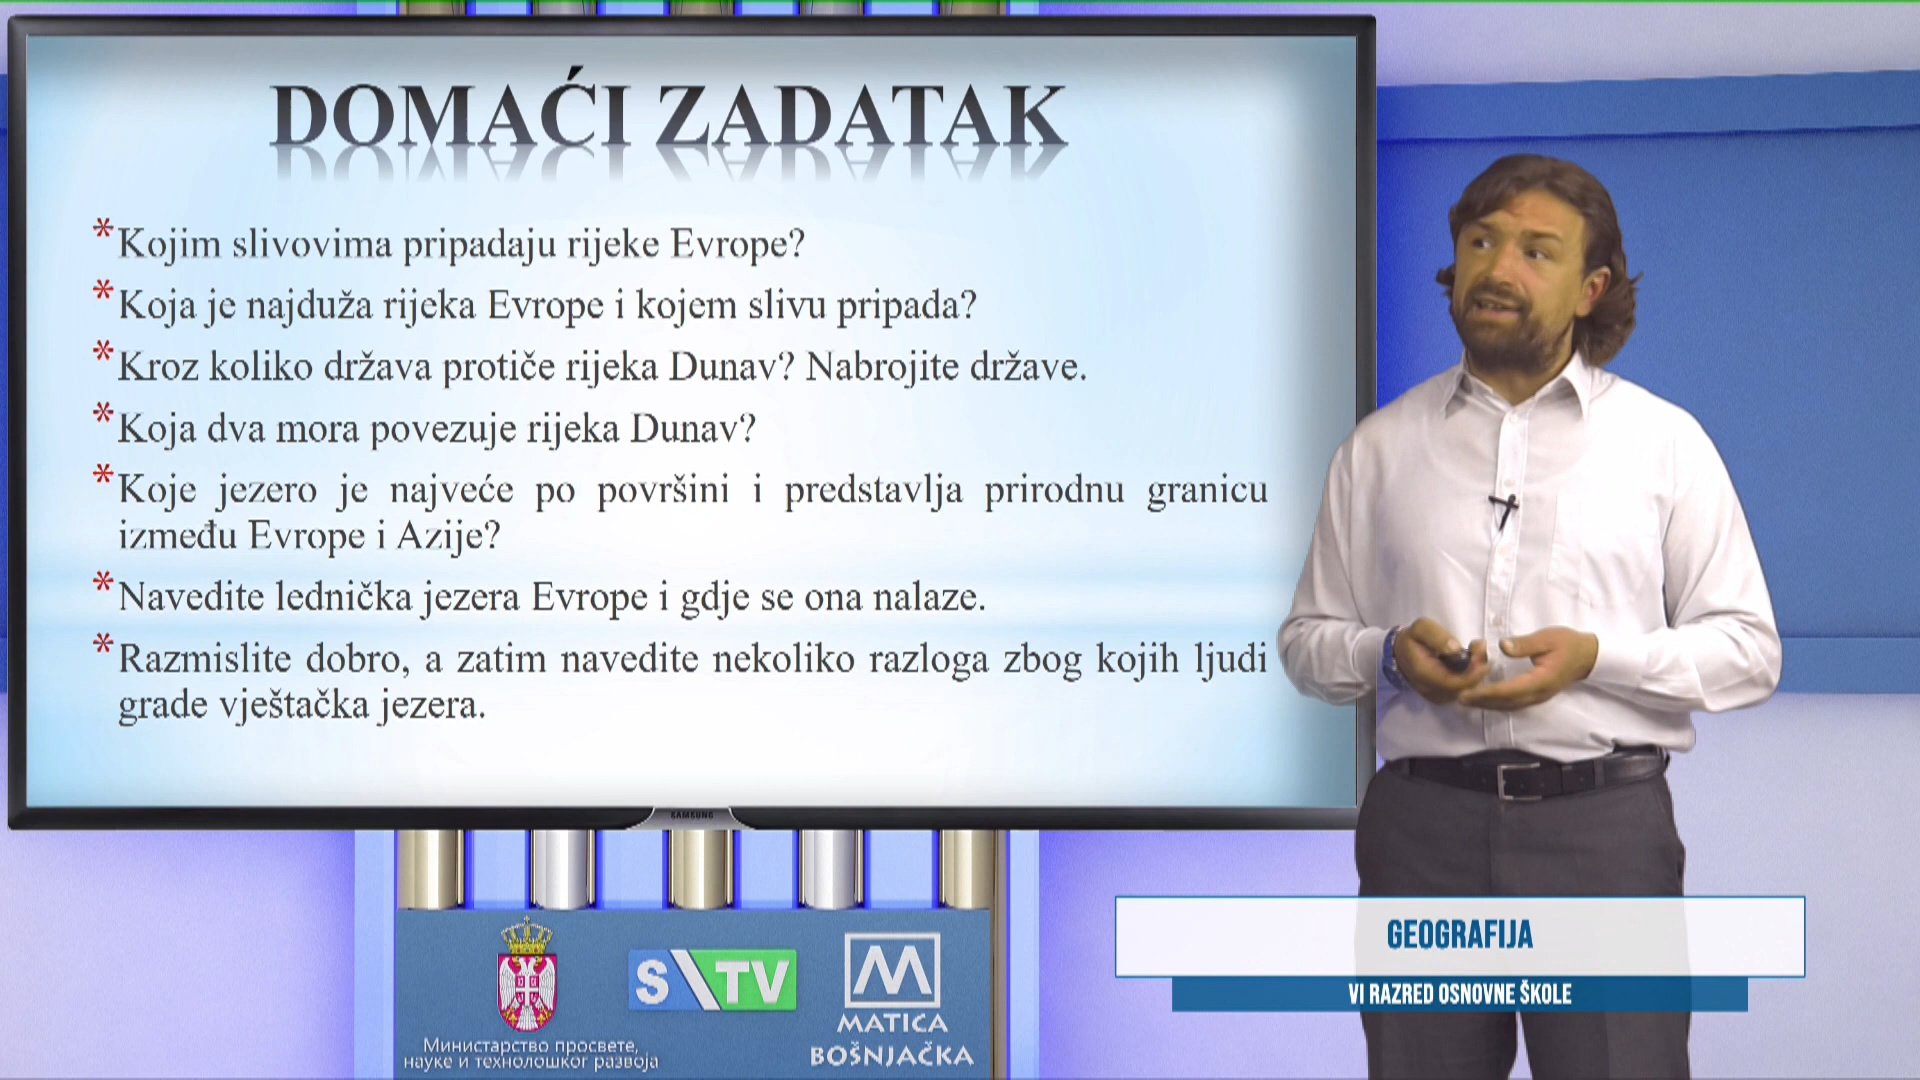 DOMAĆI ZADATAK
*Kojim slivovima pripadaju rijeke Evrope?
*Koja je najduža rijeka Evrope i kojem slivu pripada?
*Kroz koliko država protiče rijeka Dunav? Nabrojite države.
*Koja dva mora povezuje rijeka Dunav?
*Koje jezero je najveće po površini i predstavlja prirodnu granicu
između Evrope i Azije?
*Navedite lednička jezera Evrope i gdje se ona nalaze.
*Razmislite dobro, a zatim navedite nekoliko razloga zbog kojih ljudi
grade vještačka jezera.
SAMSUNG
GEOGRAFIJA
VI RAZRED OSNOVNE ŠKOLE
S TV
M
MATICA
BOŠNJAČKA
Министарство просвете,
науке и технолошког развоја